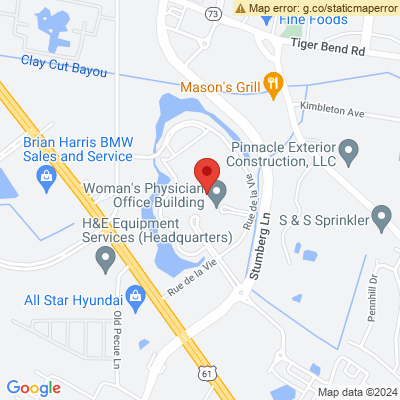 Map error: g.co/staticmaperror
73
Fine Foods
Tiger Bend Rd
Clay Cut Bayou
Mason's Grill
Kimbleton Ave
Brian Harris BMW
Sales and Service
Pinnacle Exterior
Construction, LLC
Woman's Physician
Office Building
Rue de la Vie
H&E Equipment
Services (Headquarters)
S & S Sprinkler
Stumberg Ln
Rue de la Vie
All Star Hyundai
Old Pecue Ln
Pennhill Dr
61
Google
Map data ©2024